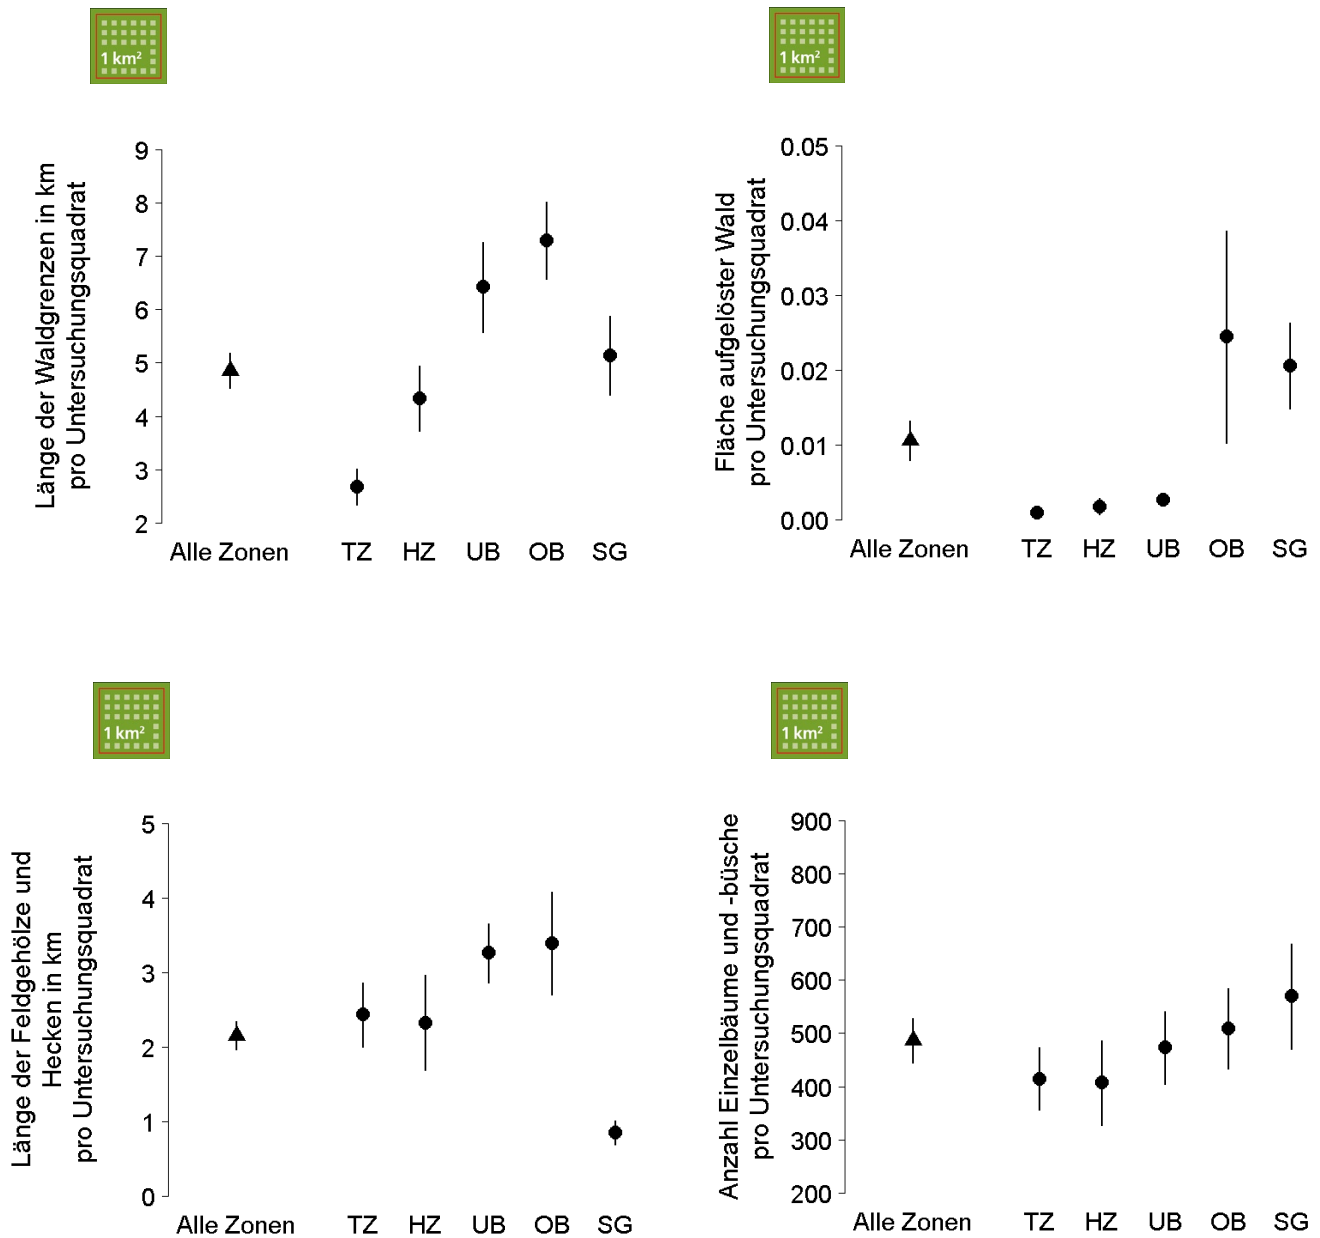 1 km²
Länge der Waldgrenzen in km
pro Untersuchungsquadrat
9
8
7
6
5
4
3
2
Alle Zonen TZ HZ UB OB SG
1 km²
Fläche aufgelöster Wald
pro Untersuchungsquadrat
0.05
0.04
0.03
0.02
0.01
0.00
Alle Zonen TZ HZ UB OB SG
1 km²
Länge der Feldgehölze und
Hecken in km
pro Untersuchungsquadrat
5
4
3
2
1
0
Alle Zonen TZ HZ UB OB SG
1 km²
Anzahl Einzelbäume und -büsche
pro Untersuchungsquadrat
900
800
700
600
500
400
300
200
Alle Zonen TZ HZ UB OB SG